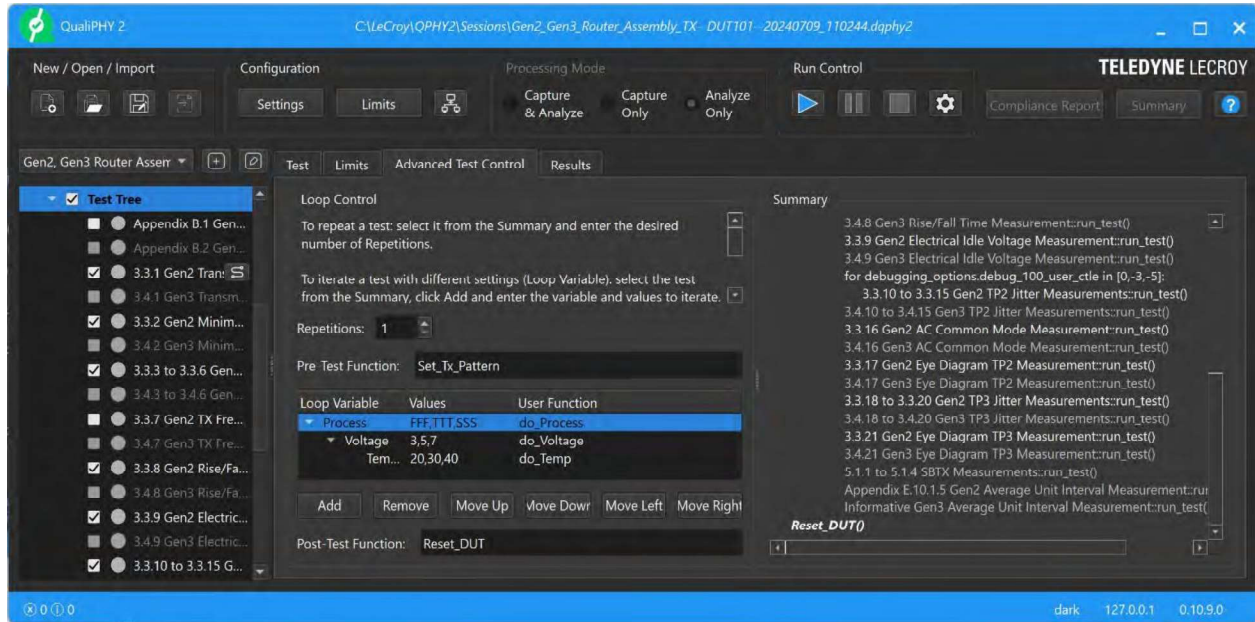 QualiPHY 2
C:\LeCroy\QPHY2\Sessions\Gen2_Gen3_Router_Assembly_TX--DUT101--20240709_110244.dqphy2
New / Open / Import
Configuration
Processing Mode
Run Control
TELEDYNE LECROY
Settings
Limits
Capture & Analyze
Capture Only
Analyze Only
Compliance Report
Summary
?
Gen2, Gen3 Router Assem
Test
Limits
Advanced Test Control
Results
Test Tree
Appendix B.1 Gen...
Appendix B.2 Gen...
3.3.1 Gen2 Trans
3.4.1 Gen3 Transm...
3.3.2 Gen2 Minim...
3.4.2 Gen3 Minim...
3.3.3 to 3.3.6 Gen...
3.4.3 to 3.4.6 Gen...
3.3.7 Gen2 TX Fre...
3.4.7 Gen3 TX Fre...
3.3.8 Gen2 Rise/Fa...
3.4.8 Gen3 Rise/Fa...
3.3.9 Gen2 Electric...
3.4.9 Gen3 Electric...
3.3.10 to 3.3.15 G...
Loop Control
To repeat a test: select it from the Summary and enter the desired
number of Repetitions.
To iterate a test with different settings (Loop Variable). select the test
from the Summary, click Add and enter the variable and values to iterate.
Repetitions: 1
Pre Test Function: Set_Tx_Pattern
Loop Variable Values User Function
Process FFF,TTT,SSS do_Process
Voltage 3,5,7 do_Voltage
Tem... 20,30,40 do_Temp
Add Remove Move Up Move Down Move Left Move Right
Post-Test Function: Reset_DUT
Summary
3.4.8 Gen3 Rise/Fall Time Measurement::run_test()
3.3.9 Gen2 Electrical Idle Voltage Measurement::run_test()
3.4.9 Gen3 Electrical Idle Voltage Measurement::run_test()
for debugging_options.debug_100_user_ctle in [0,-3,-5]:
3.3.10 to 3.3.15 Gen2 TP2 Jitter Measurements::run_test()
3.4.10 to 3.4.15 Gen3 TP2 Jitter Measurements::run_test()
3.3.16 Gen2 AC Common Mode Measurement::run_test()
3.4.16 Gen3 AC Common Mode Measurement::run_test()
3.3.17 Gen2 Eye Diagram TP2 Measurement::run_test()
3.4.17 Gen3 Eye Diagram TP2 Measurement::run_test()
3.3.18 to 3.3.20 Gen2 TP3 Jitter Measurement::run_test()
3.4.18 to 3.4.20 Gen3 TP3 Jitter Measurement::run_test()
3.3.21 Gen2 Eye Diagram TP3 Measurement::run_test()
3.4.21 Gen3 Eye Diagram TP3 Measurement::run_test()
5.1.1 to 5.1.4 SBTX Measurements::run_test()
Appendix E.10.1.5 Gen2 Average Unit Interval Measurement::rur
Informative Gen3 Average Unit Interval Measurement::run_test(
Reset_DUT()
0 0
dark 127.0.0.1 0.10.9.0